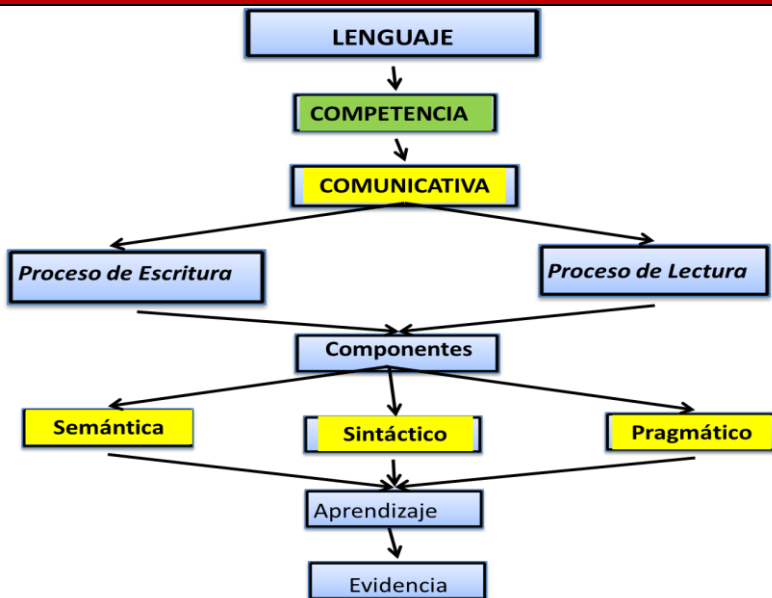 LENGUAJE
COMPETENCIA
COMUNICATIVA
Proceso de Escritura
Proceso de Lectura
Componentes
Semántica
Sintáctico
Pragmático
Aprendizaje
Evidencia